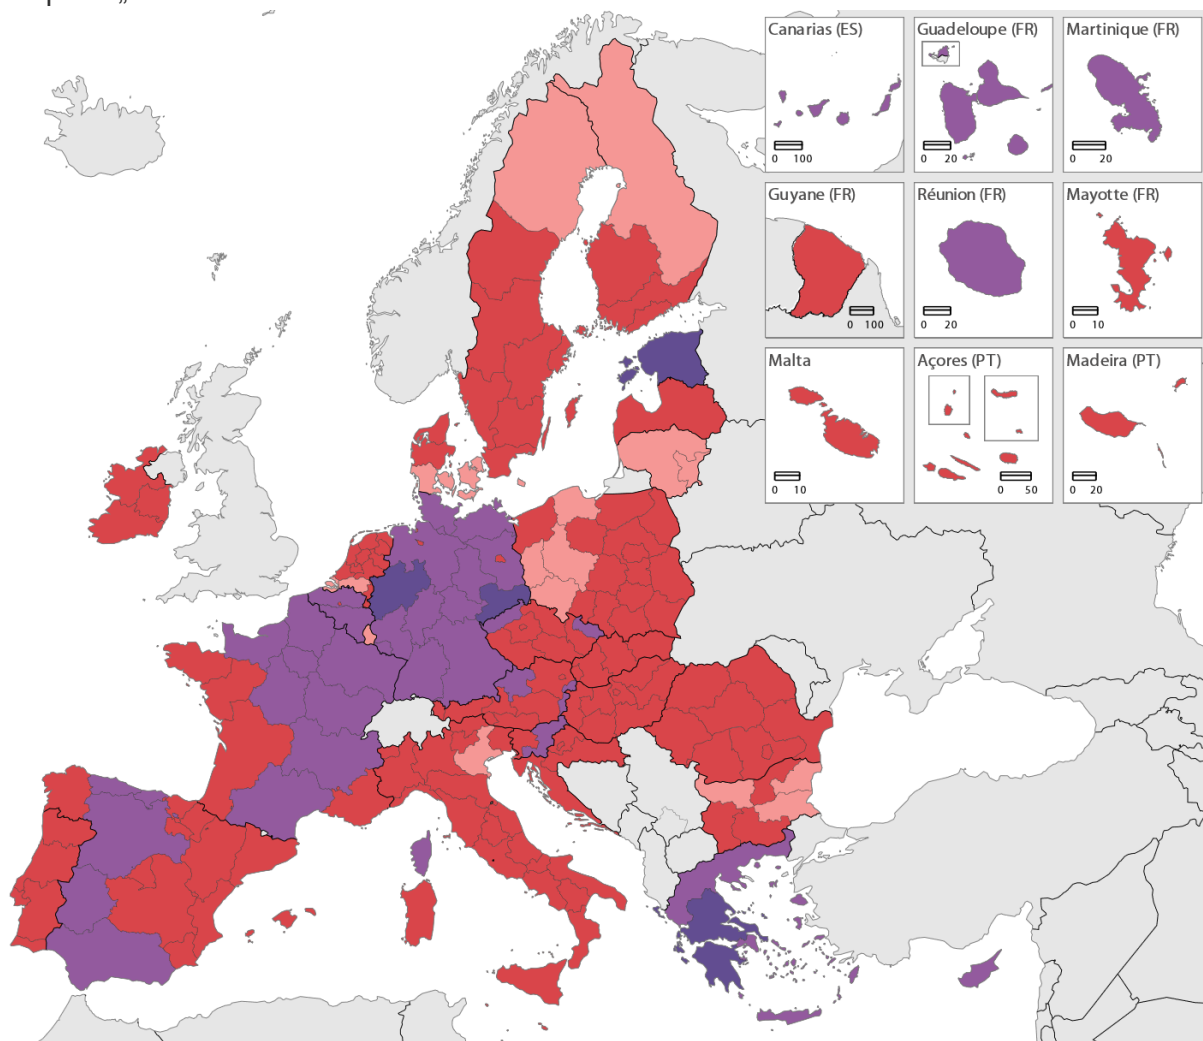 Canarias (ES)
0 100
Guadeloupe (FR)
0 20
Martinique (FR)
0 20
Guyane (FR)
0 100
Réunion (FR)
0 20
Mayotte (FR)
0 10
Malta
0 10
Açores (PT)
0 50
Madeira (PT)
0 20